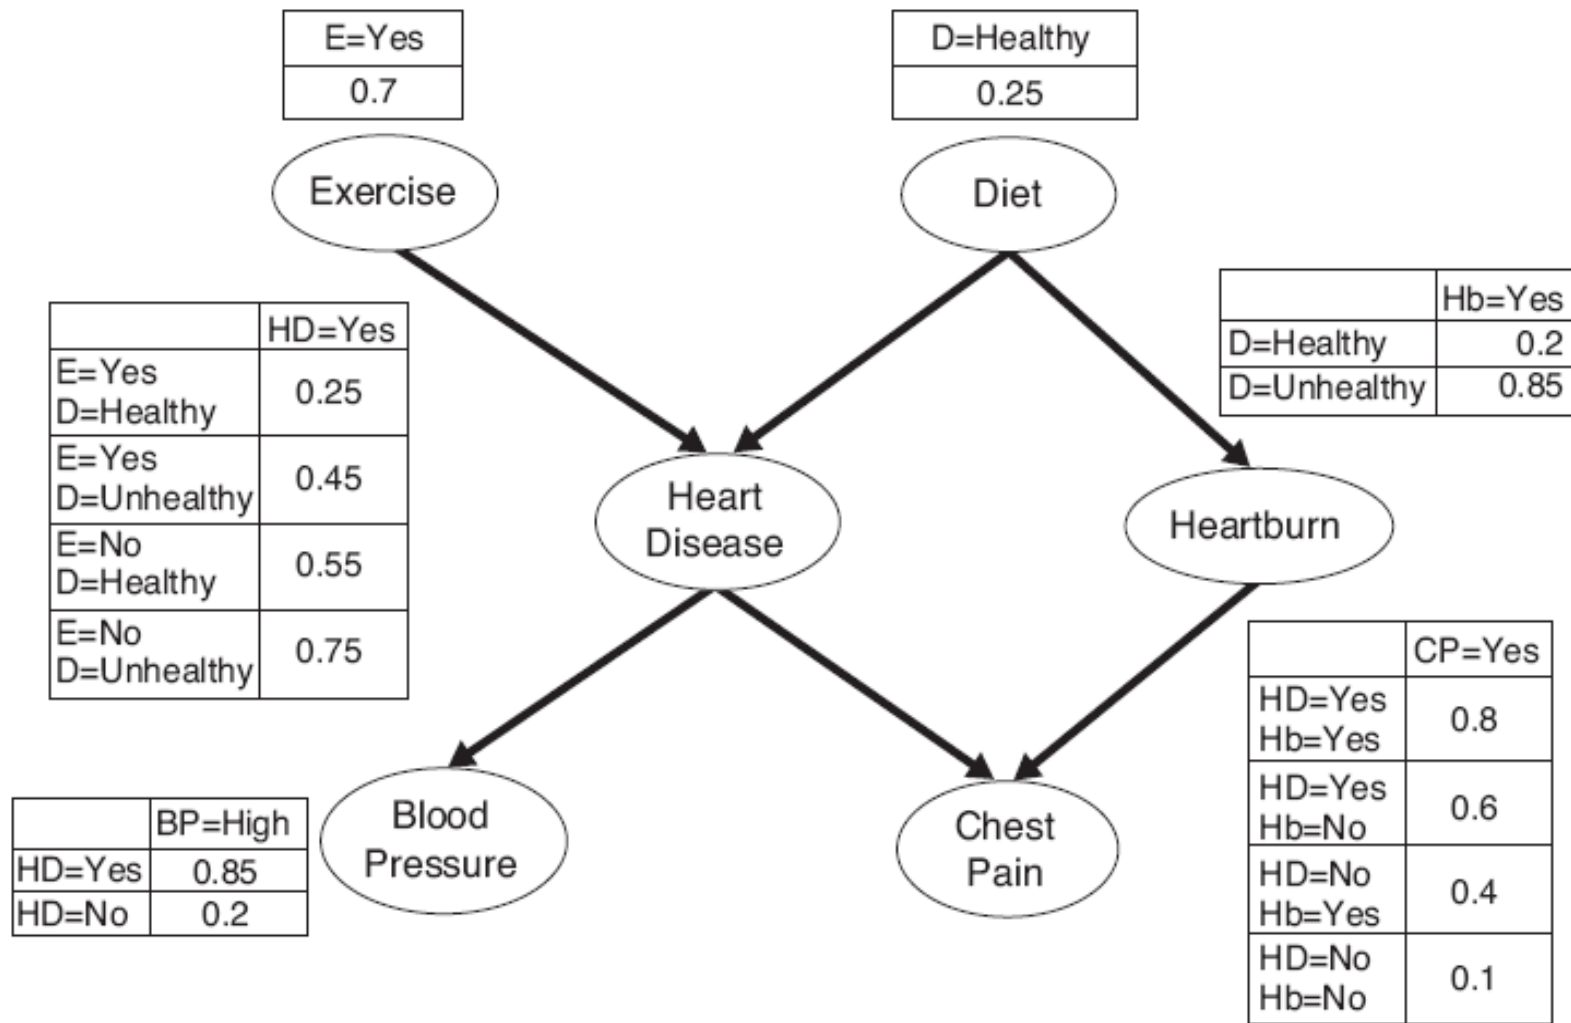 E=Yes
0.7
D=Healthy
0.25
Exercise
Diet
Hb=Yes
D=Healthy 0.2
D=Unhealthy 0.85
HD=Yes
E=Yes
D=Healthy
0.25
E=Yes
D=Unhealthy
0.45
E=No
D=Healthy
0.55
E=No
D=Unhealthy
0.75
Heart
Disease
Heartburn
CP=Yes
HD=Yes
Hb=Yes
0.8
HD=Yes
Hb=No
0.6
HD=No
Hb=Yes
0.4
HD=No
Hb=No
0.1
BP=High
HD=Yes 0.85
HD=No 0.2
Blood
Pressure
Chest
Pain